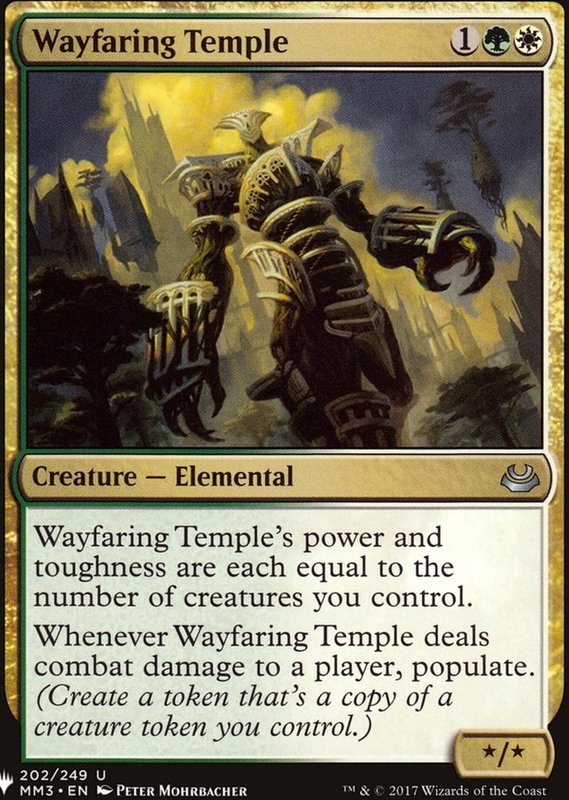 Wayfaring Temple 1
Creature — Elemental
Wayfaring Temple's power and
toughness are each equal to the
number of creatures you control.
Whenever Wayfaring Temple deals
combat damage to a player, populate.
(Create a token that's a copy of a
creature token you control.)
*/*
202/249 U
MM3 • EN Peter Mohrbacher
™ & © 2017 Wizards of the Coast